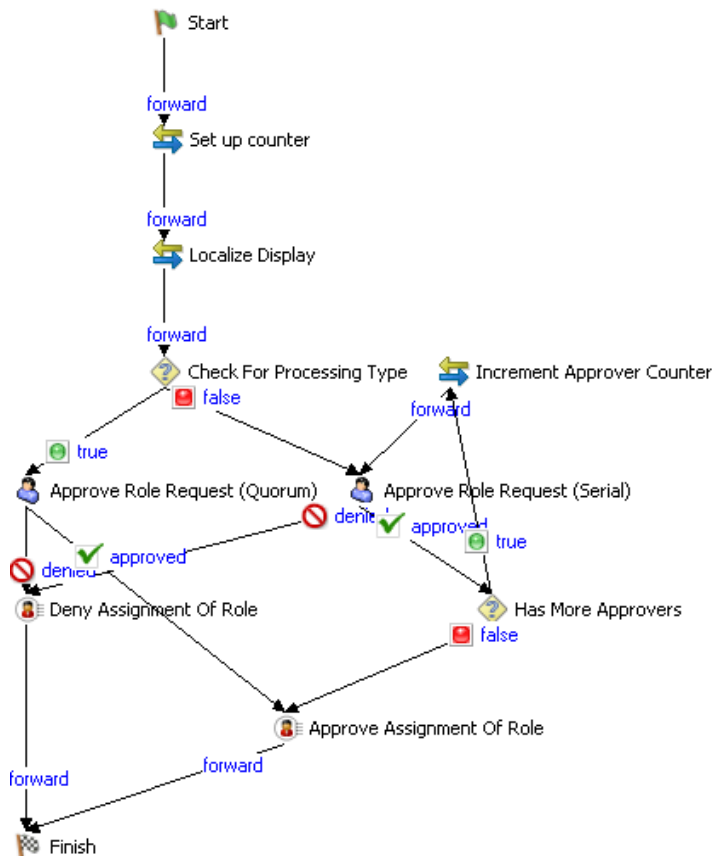 Start
forward
Set up counter
forward
Localize Display
forward
Check For Processing Type
Increment Approver Counter
false
forward
true
Approve Role Request (Quorum)
Approve Role Request (Serial)
denied
approved
approved
true
denied
Deny Assignment Of Role
Has More Approvers
false
Approve Assignment Of Role
forward
forward
Finish